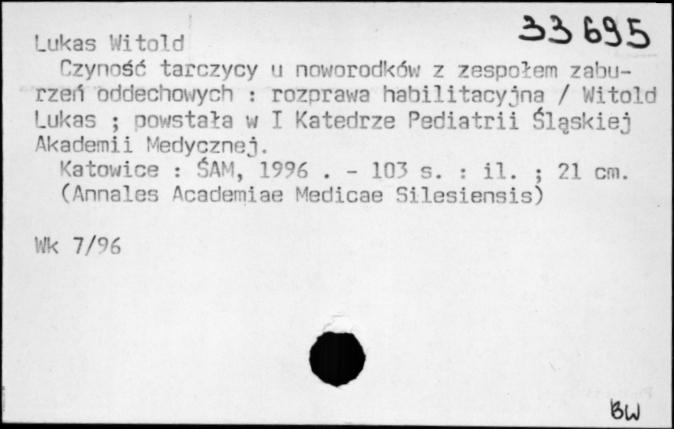 33695
Lukas Witold
Czyność tarczycy u noworodków z zespołem zabu-
rzeń oddechowych : rozprawa habilitacyjna / Witold
Lukas ; powstała w I Katedrze Pediatrii Śląskiej
Akademii Medycznej.
Katowice : ŚAM, 1996 . - 103 s. : il. ; 21 cm.
(Annales Academiae Medicae Silesiensis)
Wk 7/96
BW